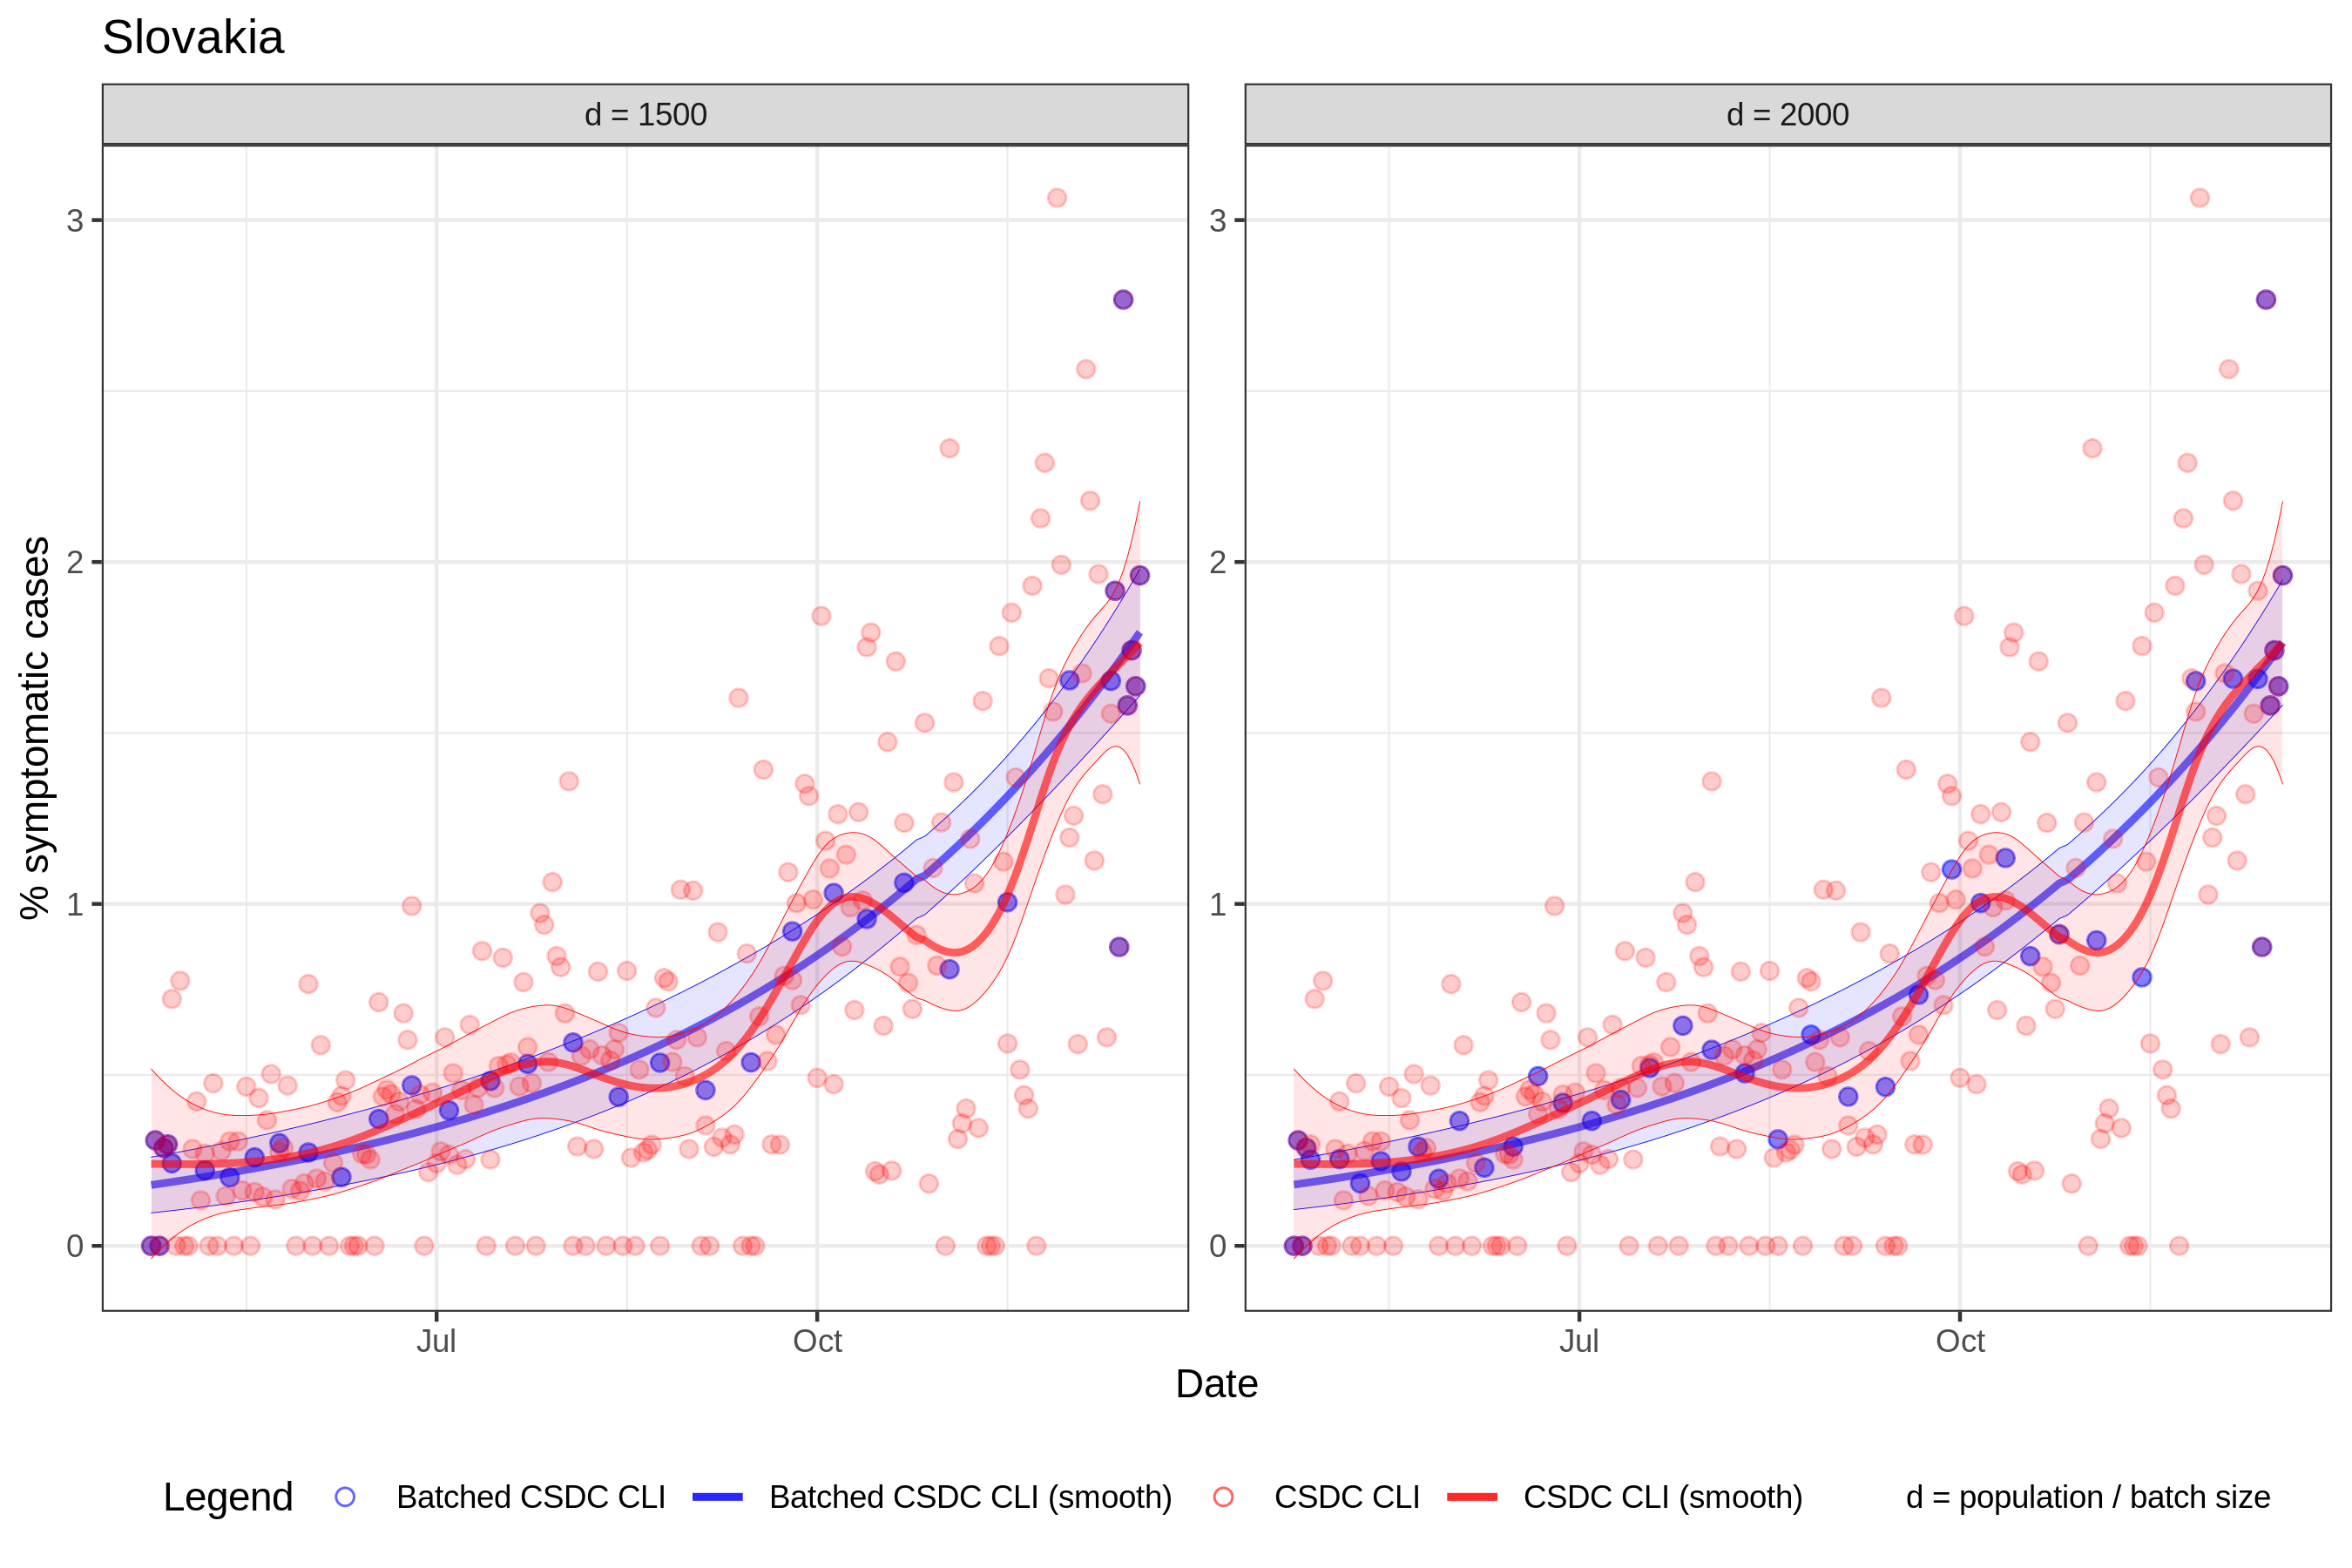 Slovakia
d = 1500
d = 2000
% symptomatic cases
3
2
1
0
3
2
1
0
Jul
Oct
Jul
Oct
Date
Legend
Batched CSDC CLI
Batched CSDC CLI (smooth)
CSDC CLI
CSDC CLI (smooth)
d = population / batch size